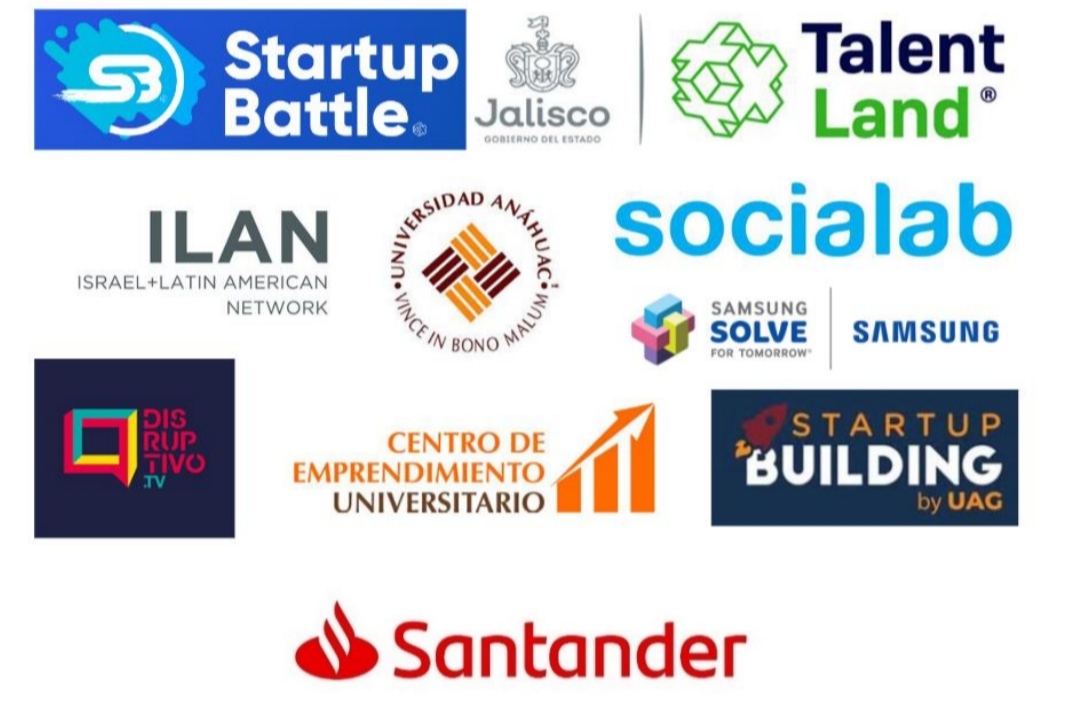 SB
Startup
Battle
Jalisco
GOBIERNO DEL ESTADO
Talent
Land ®
ILAN
ISRAEL+LATIN AMERICAN
NETWORK
• UNIVERSIDAD ANÁHUAC •
VINCE IN BONO MALUM
socialab
SAMSUNG
SOLVE
FOR TOMORROW
SAMSUNG
DIS
RUP
TIVO
.TV
CENTRO DE
EMPRENDIMIENTO
UNIVERSITARIO
STARTUP
BUILDING
by UAG
Santander